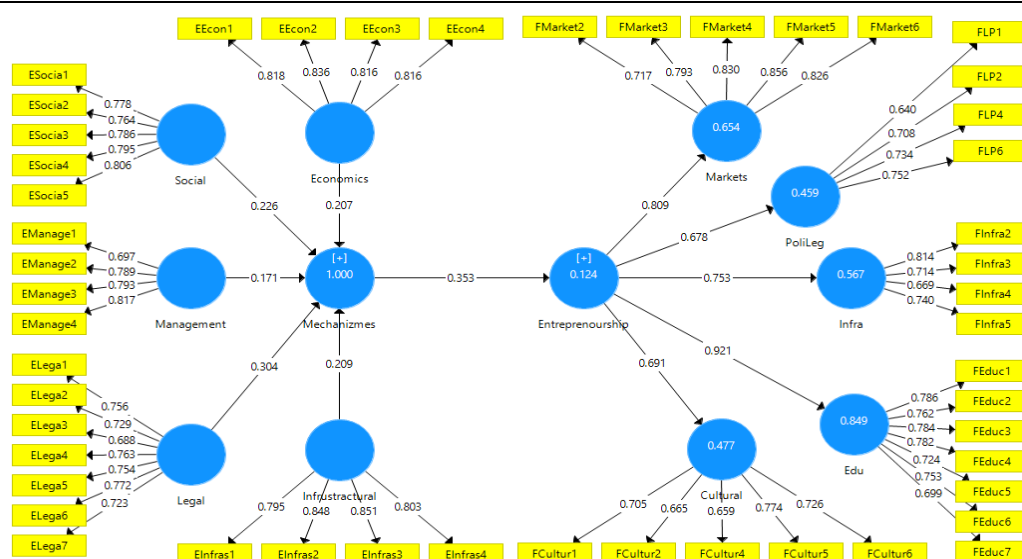 EEcon1 EEcon2 EEcon3 EEcon4
0.818 0.836 0.816 0.816
Economics
0.207
FMarket2 FMarket3 FMarket4 FMarket5 FMarket6
0.717 0.793 0.830 0.856 0.826
0.654
Markets
0.809
FLP1
FLP2
FLP4
FLP6
0.640
0.708
0.734
0.752
0.459
PoliLeg
0.678
ESocia1
ESocia2
ESocia3
ESocia4
ESocia5
0.778
0.764
0.786
0.795
0.806
Social
0.226
EManage1
EManage2
EManage3
EManage4
0.697
0.789
0.793
0.817
Management
0.171
[+]
1.000
Mechanizmes
0.353
[+]
0.124
Entreprenourship
0.753
0.567
Infra
0.814
0.714
0.669
0.740
FInfra2
FInfra3
FInfra4
FInfra5
ELega1
ELega2
ELega3
ELega4
ELega5
ELega6
ELega7
0.756
0.729
0.688
0.763
0.754
0.772
0.723
Legal
0.304
0.209
Infrustractural
0.795 0.848 0.851 0.803
EInfras1 EInfras2 EInfras3 EInfras4
0.691
0.477
Cultural
0.705 0.665 0.659 0.774 0.726
FCultur1 FCultur2 FCultur4 FCultur5 FCultur6
0.921
0.849
Edu
0.786
0.762
0.784
0.782
0.724
0.753
0.699
FEduc1
FEduc2
FEduc3
FEduc4
FEduc5
FEduc6
FEduc7